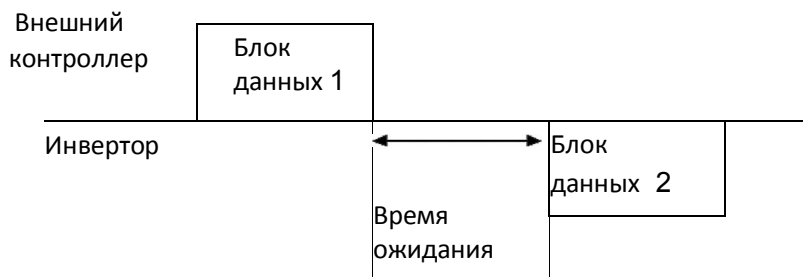 Внешний
контроллер
Блок
данных 1
Инвертор
Блок
данных 2
Время
ожидания